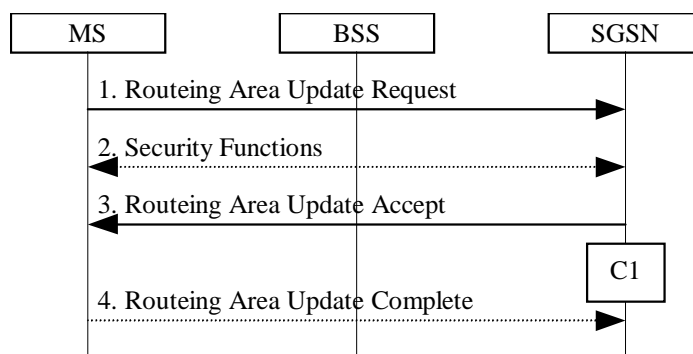 MS BSS SGSN
1. Routeing Area Update Request
2. Security Functions
3. Routeing Area Update Accept
C1
4. Routeing Area Update Complete